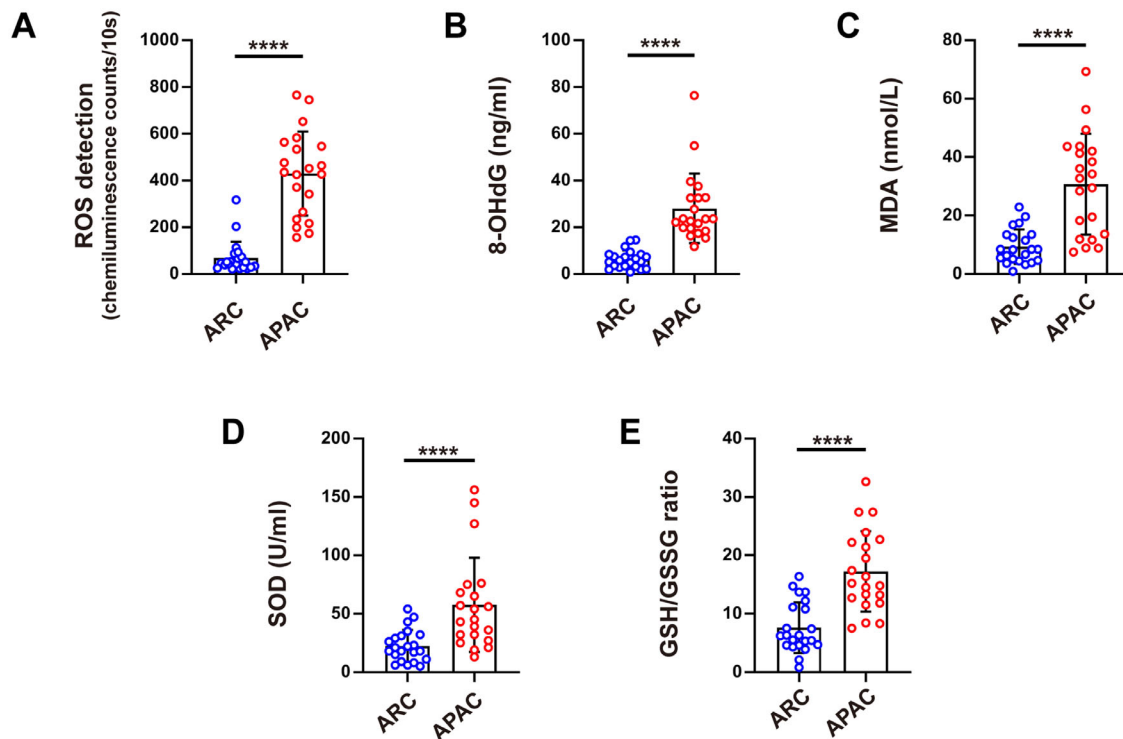 A
ROS detection
(chemiluminescence counts/10s)
1000
800
600
400
200
0
****
ARC
APAC
B
8-OHdG (ng/ml)
100
80
60
40
20
0
****
ARC
APAC
C
MDA (nmol/L)
80
60
40
20
0
****
ARC
APAC
D
SOD (U/ml)
200
150
100
50
0
****
ARC
APAC
E
GSH/GSSG ratio
40
30
20
10
0
****
ARC
APAC